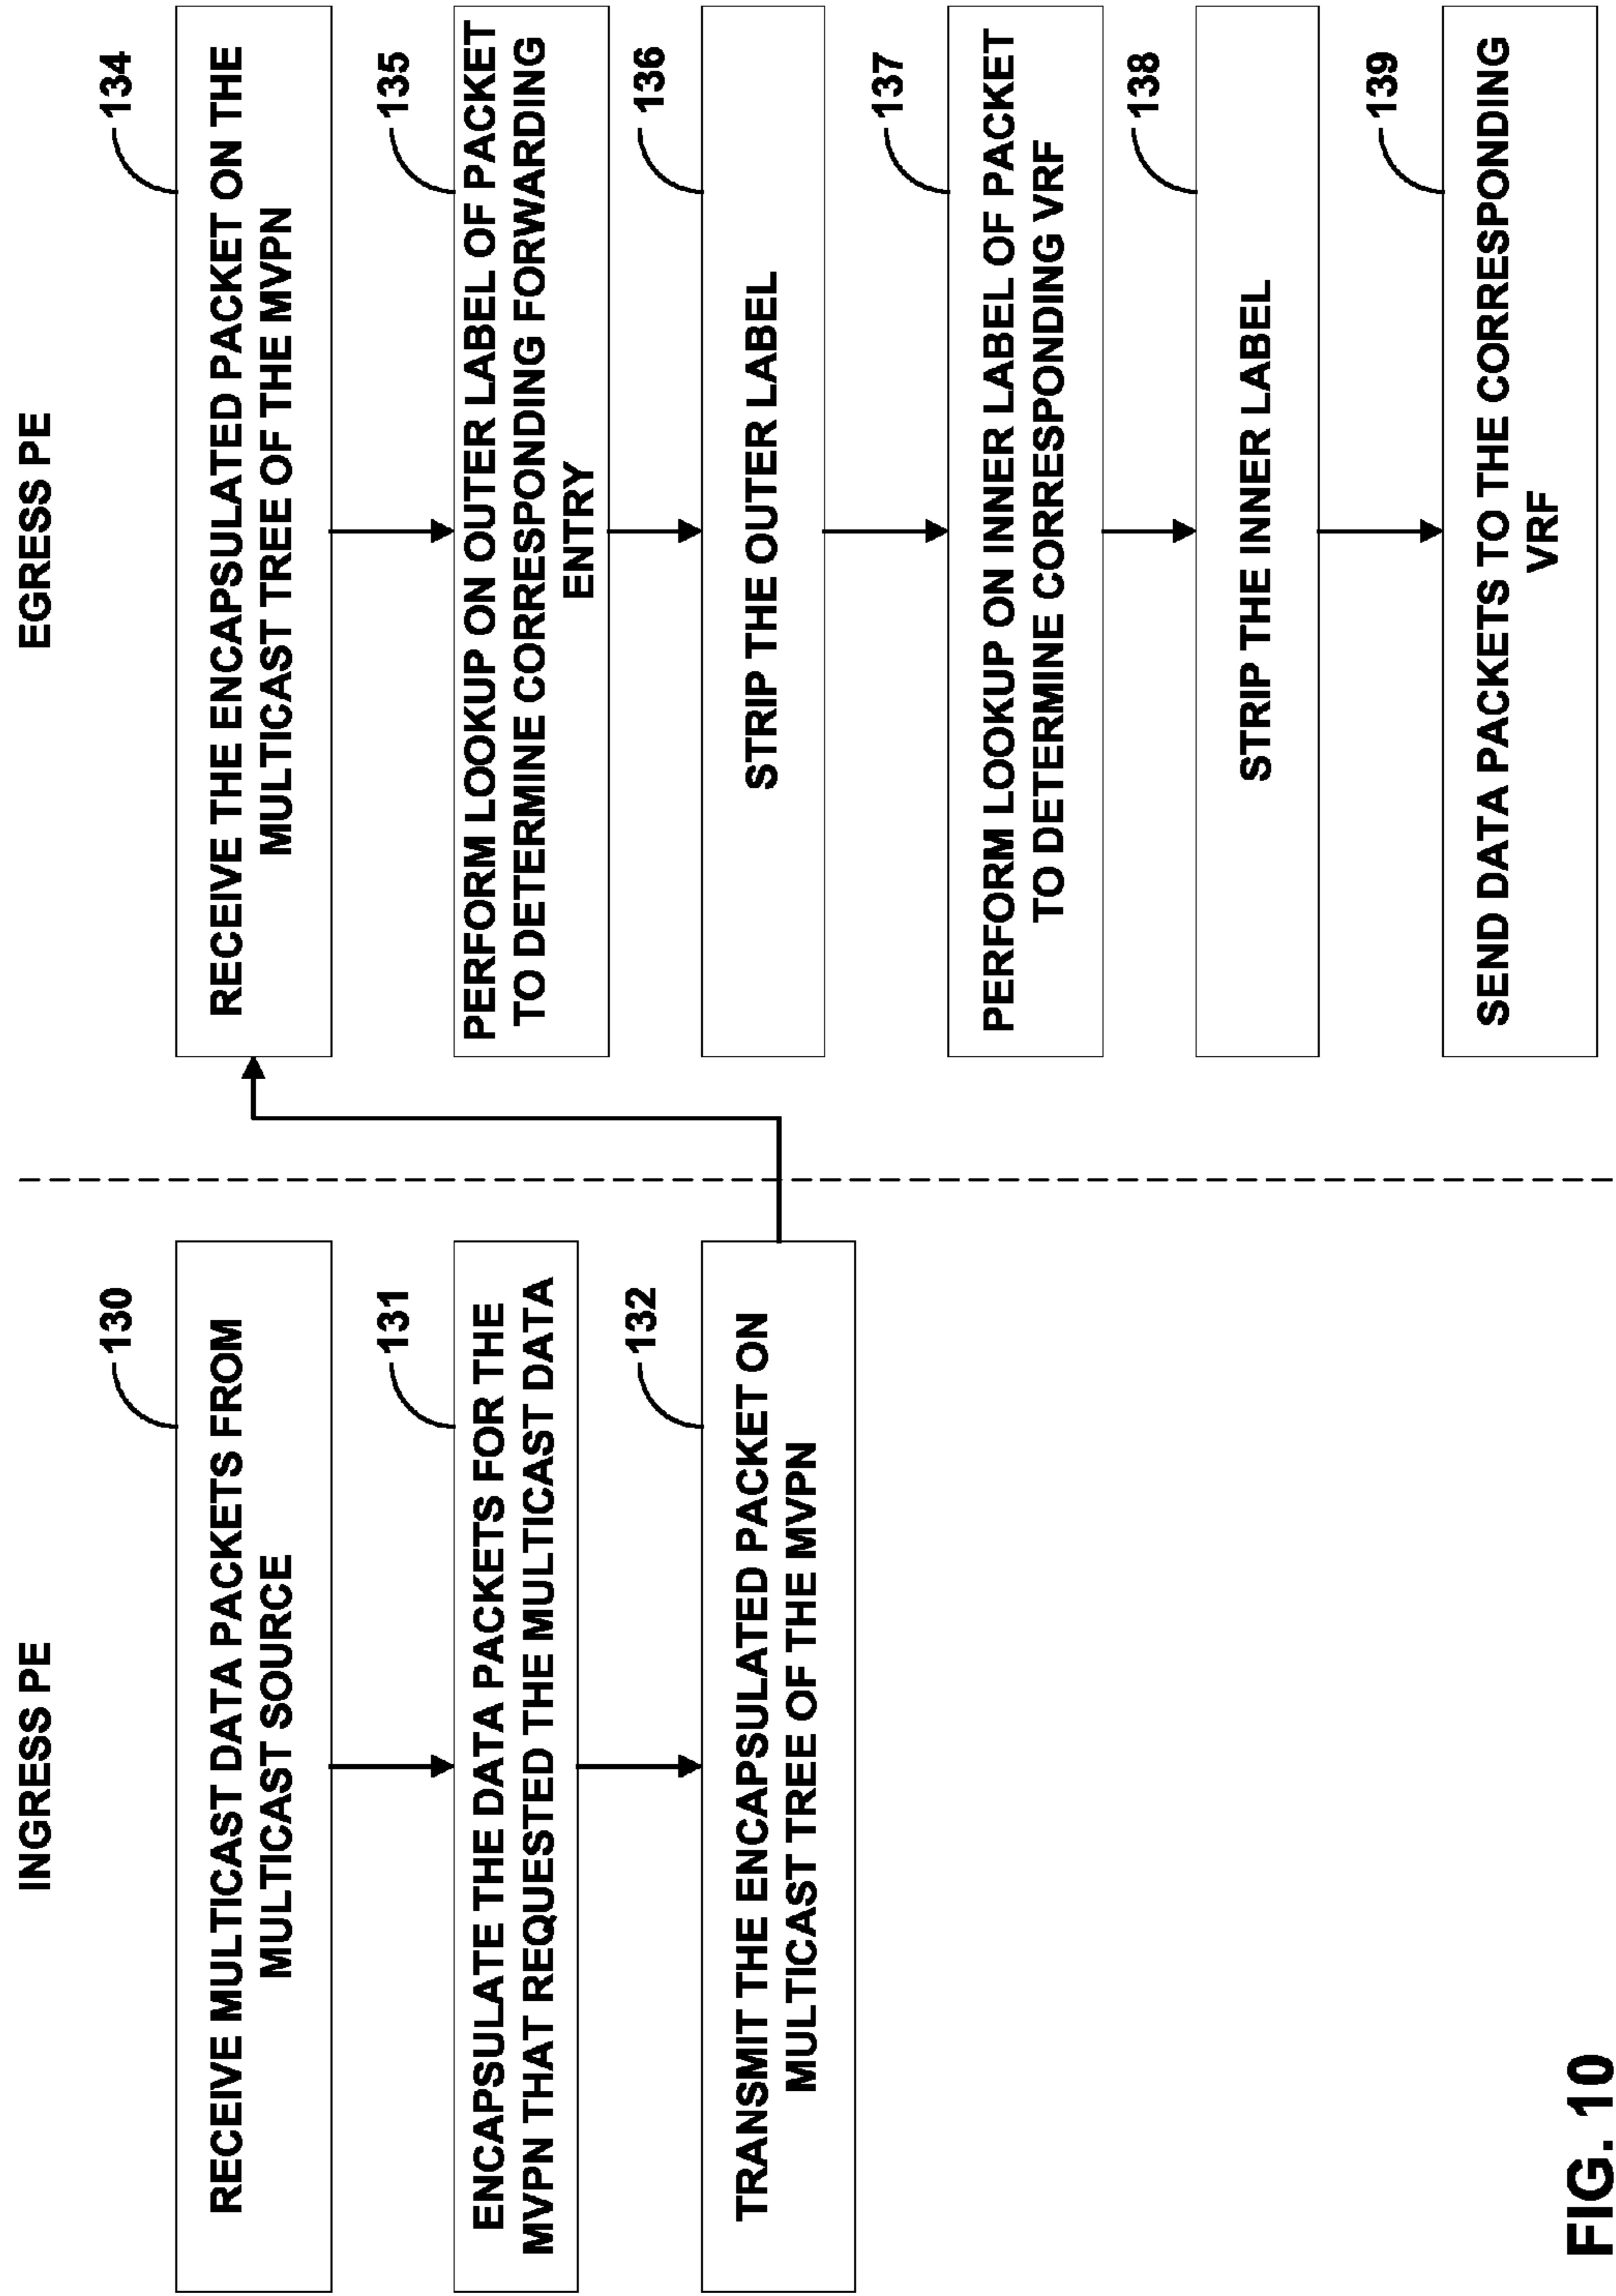 INGRESS PE
130
RECEIVE MULTICAST DATA PACKETS FROM
MULTICAST SOURCE
131
ENCAPSULATE THE DATA PACKETS FOR THE
MVPN THAT REQUESTED THE MULTICAST DATA
132
TRANSMIT THE ENCAPSULATED PACKET ON
MULTICAST TREE OF THE MVPN
EGRESS PE
134
RECEIVE THE ENCAPSULATED PACKET ON THE
MULTICAST TREE OF THE MVPN
135
PERFORM LOOKUP ON OUTER LABEL OF PACKET
TO DETERMINE CORRESPONDING FORWARDING
ENTRY
136
STRIP THE OUTER LABEL
137
PERFORM LOOKUP ON INNER LABEL OF PACKET
TO DETERMINE CORRESPONDING VRF
138
STRIP THE INNER LABEL
139
SEND DATA PACKETS TO THE CORRESPONDING
VRF
FIG. 10